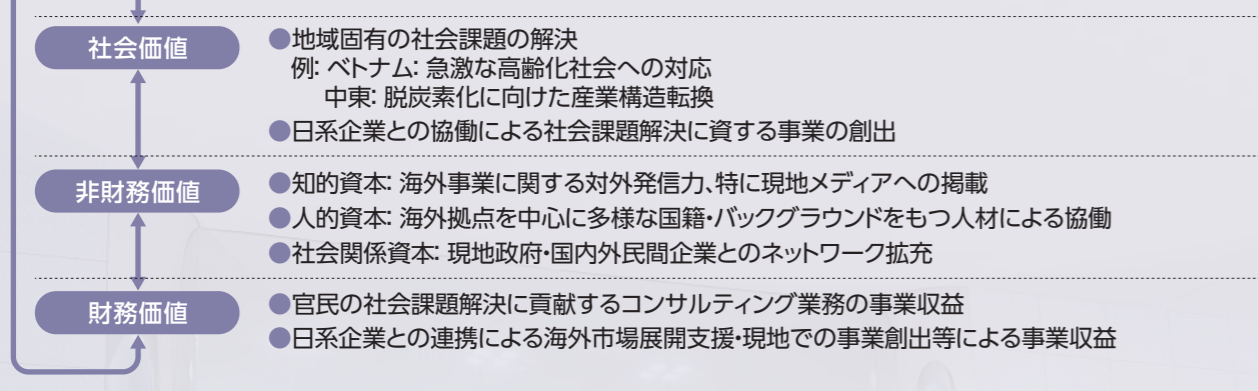 社会価値
●地域固有の社会課題の解決
例: ベトナム: 急激な高齢化社会への対応
中東: 脱炭素化に向けた産業構造転換
●日系企業との協働による社会課題解決に資する事業の創出
非財務価値
●知的資本: 海外事業に関する対外発信力、特に現地メディアへの掲載
●人的資本: 海外拠点を中心に多様な国籍・バックグラウンドをもつ人材による協働
●社会関係資本: 現地政府・国内外民間企業とのネットワーク拡充
財務価値
●官民の社会課題解決に貢献するコンサルティング業務の事業収益
●日系企業との連携による海外市場展開支援・現地での事業創出等による事業収益